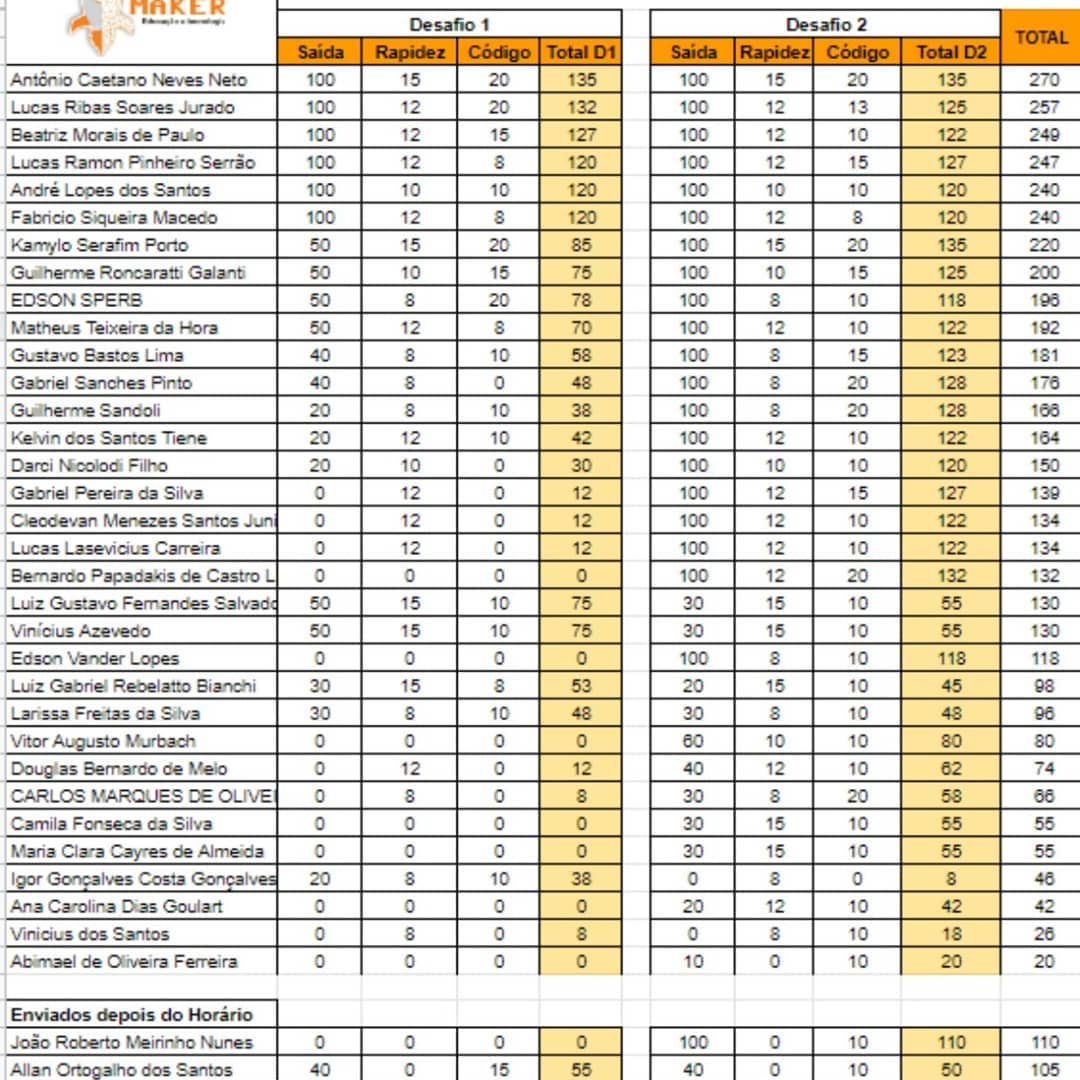 MAKER
Educação e tecnologia
Desafio 1 Desafio 2 TOTAL
Saída Rapidez Código Total D1 Saída Rapidez Código Total D2
Antônio Caetano Neves Neto 100 15 20 135 100 15 20 135 270
Lucas Ribas Soares Jurado 100 12 20 132 100 12 13 125 257
Beatriz Morais de Paulo 100 12 15 127 100 12 10 122 249
Lucas Ramon Pinheiro Serrão 100 12 8 120 100 12 15 127 247
André Lopes dos Santos 100 10 10 120 100 10 10 120 240
Fabricio Siqueira Macedo 100 12 8 120 100 12 8 120 240
Kamylo Serafim Porto 50 15 20 85 100 15 20 135 220
Guilherme Roncaratti Galanti 50 10 15 75 100 10 15 125 200
EDSON SPERB 50 8 20 78 100 8 10 118 196
Matheus Teixeira da Hora 50 12 8 70 100 12 10 122 192
Gustavo Bastos Lima 40 8 10 58 100 8 15 123 181
Gabriel Sanches Pinto 40 8 0 48 100 8 20 128 176
Guilherme Sandoli 20 8 10 38 100 8 20 128 166
Kelvin dos Santos Tiene 20 12 10 42 100 12 10 122 164
Darci Nicolodi Filho 20 10 0 30 100 10 10 120 150
Gabriel Pereira da Silva 0 12 0 12 100 12 15 127 139
Cleodevan Menezes Santos Juni 0 12 0 12 100 12 10 122 134
Lucas Lasevicius Carreira 0 12 0 12 100 12 10 122 134
Bernardo Papadakis de Castro L 0 0 0 0 100 12 20 132 132
Luiz Gustavo Fernandes Salvado 50 15 10 75 30 15 10 55 130
Vinícius Azevedo 50 15 10 75 30 15 10 55 130
Edson Vander Lopes 0 0 0 0 100 8 10 118 118
Luiz Gabriel Rebelatto Bianchi 30 15 8 53 20 15 10 45 98
Larissa Freitas da Silva 30 8 10 48 30 8 10 48 96
Vitor Augusto Murbach 0 0 0 0 60 10 10 80 80
Douglas Bernardo de Melo 0 12 0 12 40 12 10 62 74
CARLOS MARQUES DE OLIVEI 0 8 0 8 30 8 20 58 66
Camila Fonseca da Silva 0 0 0 0 30 15 10 55 55
Maria Clara Cayres de Almeida 0 0 0 0 30 15 10 55 55
Igor Gonçalves Costa Gonçalves 20 8 10 38 0 8 0 8 46
Ana Carolina Dias Goulart 0 0 0 0 20 12 10 42 42
Vinicius dos Santos 0 8 0 8 0 8 10 18 26
Abimael de Oliveira Ferreira 0 0 0 0 10 0 10 20 20
Enviados depois do Horário
João Roberto Meirinho Nunes 0 0 0 0 100 0 10 110 110
Allan Ortogalho dos Santos 40 0 15 55 40 0 10 50 105